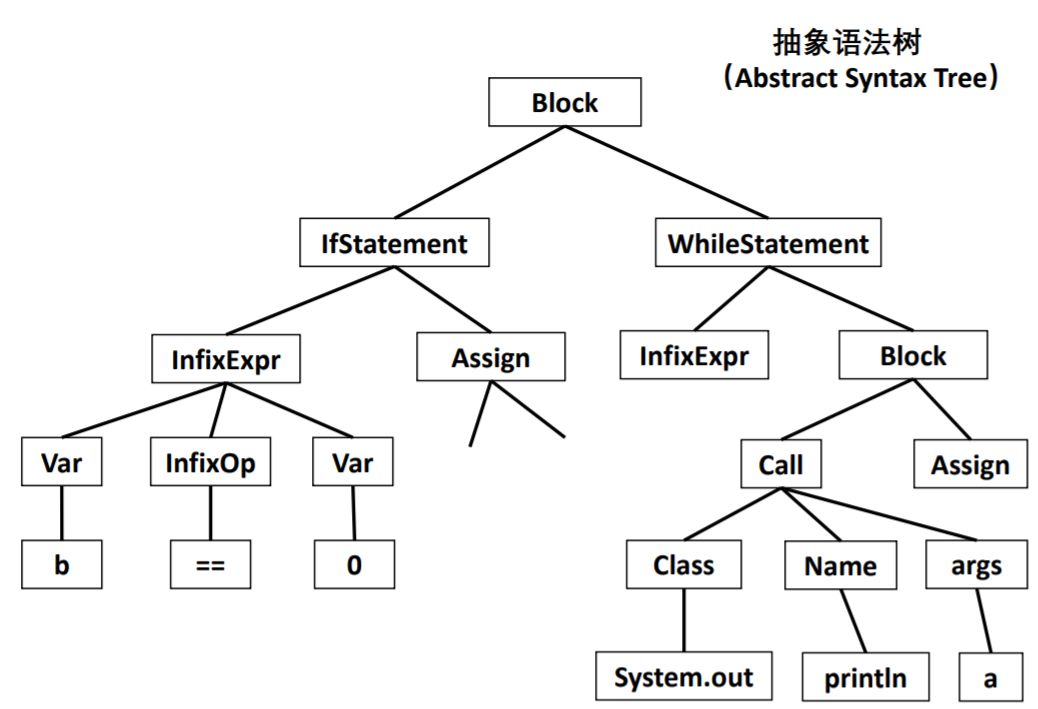 抽象语法树
（Abstract Syntax Tree）
Block
IfStatement
WhileStatement
InfixExpr
Assign
InfixExpr
Block
Var
InfixOp
Var
Call
Assign
b
==
0
Class
Name
args
System.out
println
a